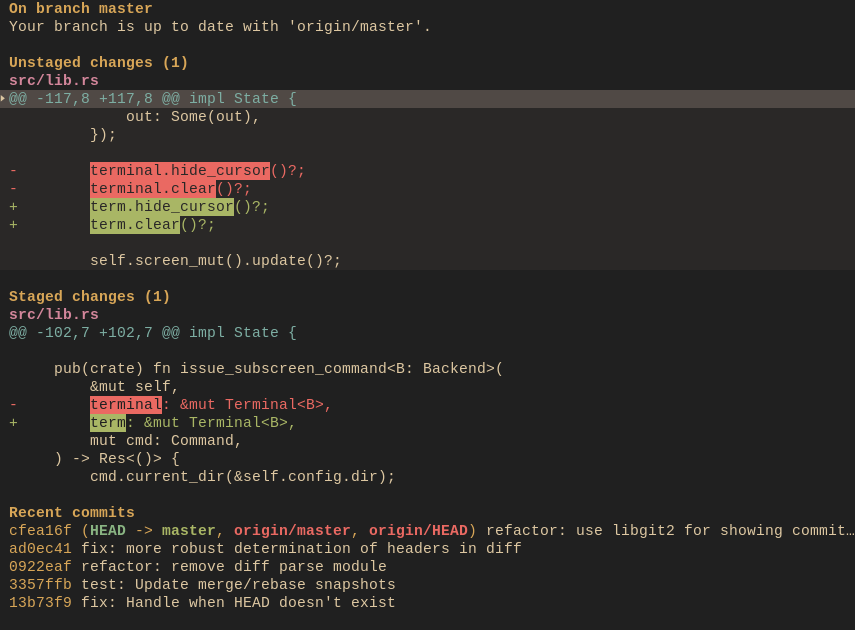 On branch master
Your branch is up to date with 'origin/master'.
Unstaged changes (1)
src/lib.rs
@@ -117,8 +117,8 @@ impl State {
            out: Some(out),
        });
-        terminal.hide_cursor()?;
-        terminal.clear()?;
+        term.hide_cursor()?;
+        term.clear()?;
         self.screen_mut().update()?;
Staged changes (1)
src/lib.rs
@@ -102,7 +102,7 @@ impl State {
     pub(crate) fn issue_subscreen_command<B: Backend>(
         &mut self,
-        terminal: &mut Terminal<B>,
+        term: &mut Terminal<B>,
         mut cmd: Command,
     ) -> Res<()> {
         cmd.current_dir(&self.config.dir);
Recent commits
cfea16f (HEAD -> master, origin/master, origin/HEAD) refactor: use libgit2 for showing commit…
ad0ec41 fix: more robust determination of headers in diff
0922eaf refactor: remove diff parse module
3357ffb test: Update merge/rebase snapshots
13b73f9 fix: Handle when HEAD doesn't exist